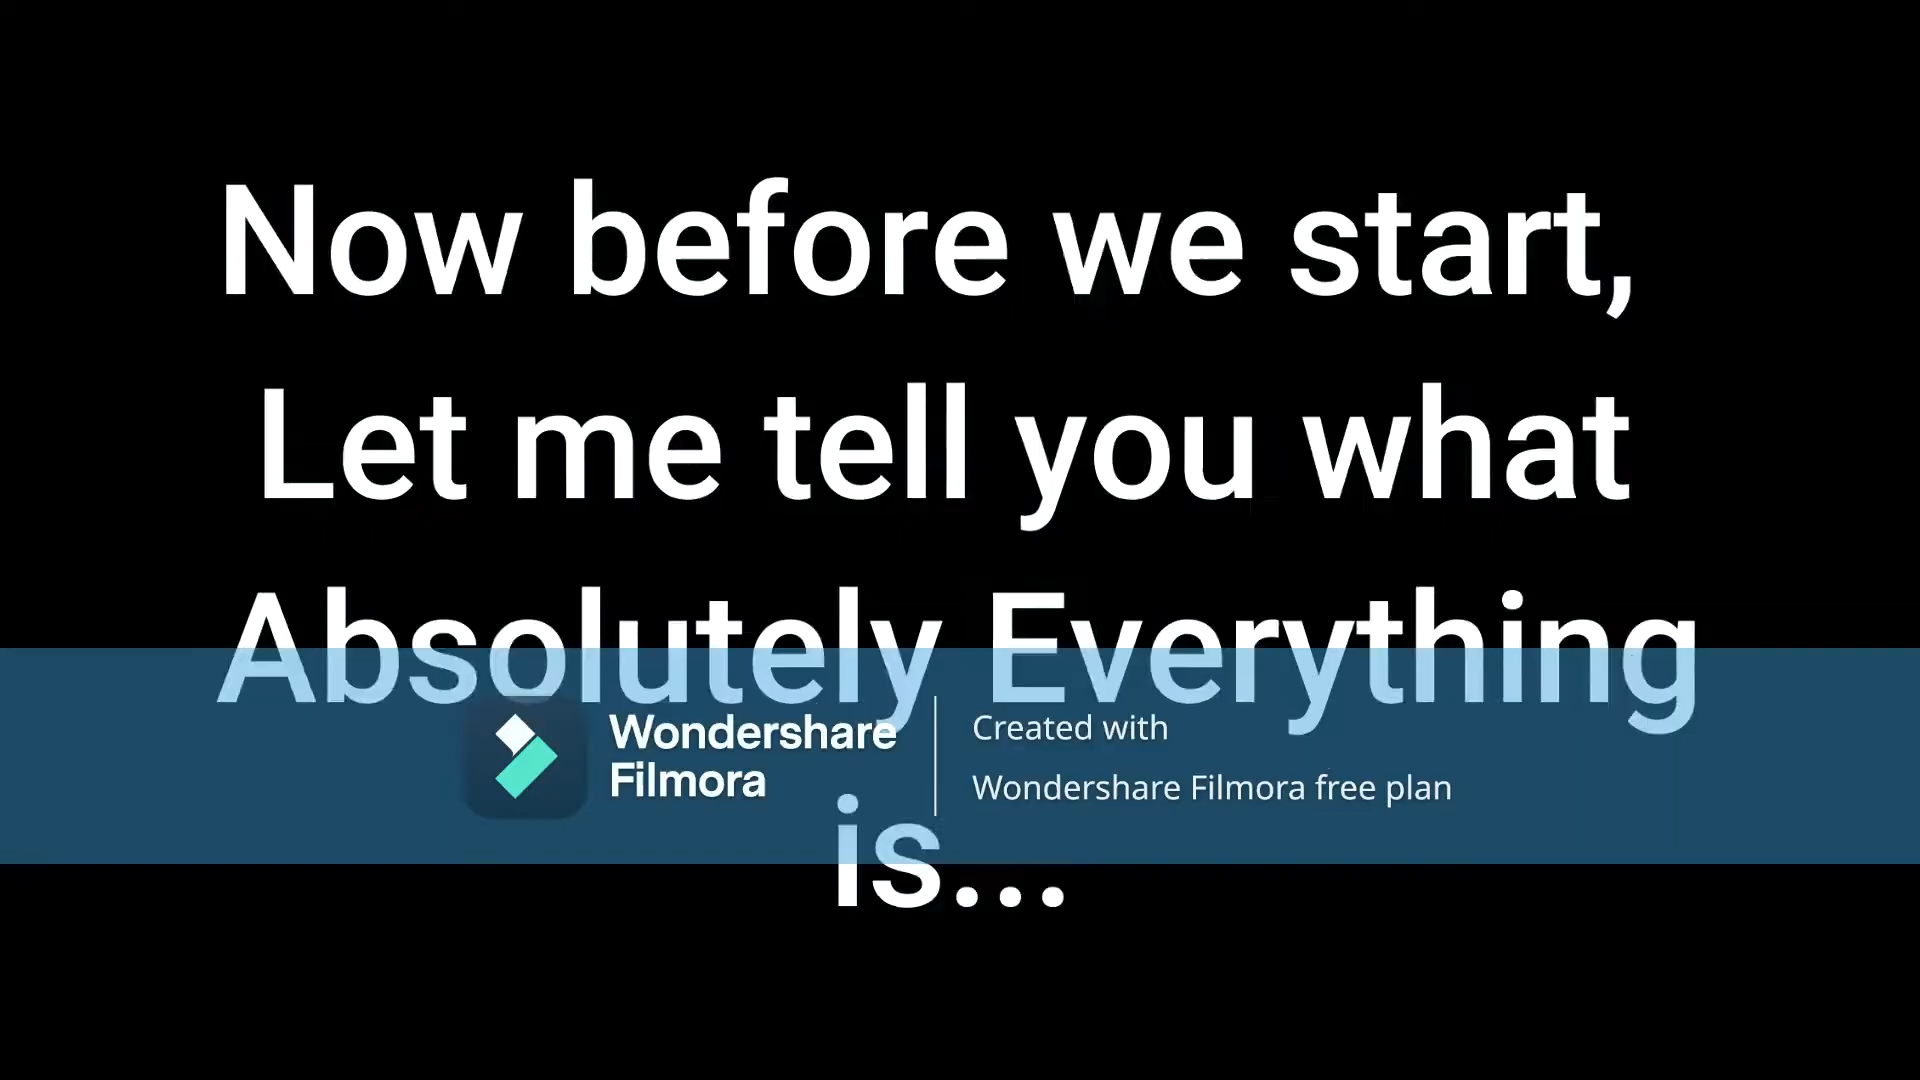 Now before we start,
Let me tell you what
Absolutely Everything
is...
Wondershare
Filmora
Created with
Wondershare Filmora free plan